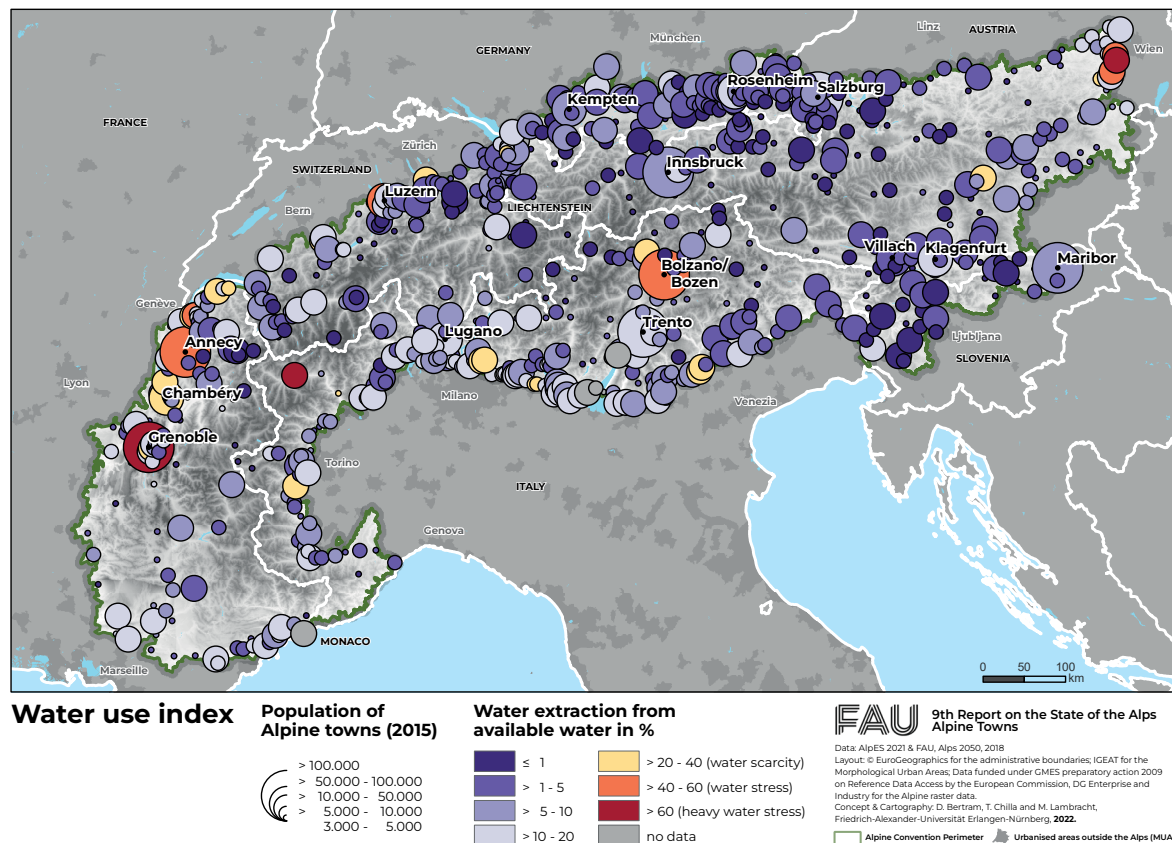 Linz
AUSTRIA
München
GERMANY
Wien
Rosenheim
Salzburg
Kempten
FRANCE
Zürich
Innsbruck
SWITZERLAND
Luzern
LIECHTENSTEIN
Bern
Villach
Klagenfurt
Maribor
Bolzano/
Bozen
Genève
Trento
Lugano
Ljubljana
Annecy
SLOVENIA
Lyon
Chambéry
Milano
Venezia
Grenoble
Torino
ITALY
Genova
MONACO
Marseille
0 50 100
km
Water use index
Population of
Alpine towns (2015)
> 100.000
> 50.000 - 100.000
> 10.000 - 50.000
> 5.000 - 10.000
3.000 - 5.000
Water extraction from
available water in %
≤ 1
> 1 - 5
> 5 - 10
> 10 - 20
> 20 - 40 (water scarcity)
> 40 - 60 (water stress)
> 60 (heavy water stress)
no data
FAU
9th Report on the State of the Alps
Alpine Towns
Data: AlpES 2021 & FAU, Alps 2050, 2018
Layout: © EuroGeographics for the administrative boundaries; IGEAT for the
Morphological Urban Areas; Data funded under GMES preparatory action 2009
on Reference Data Access by the European Commission, DG Enterprise and
Industry for the Alpine raster data.
Concept & Cartography: D. Bertram, T. Chilla and M. Lambracht,
Friedrich-Alexander-Universität Erlangen-Nürnberg, 2022.
Alpine Convention Perimeter
Urbanised areas outside the Alps (MUA